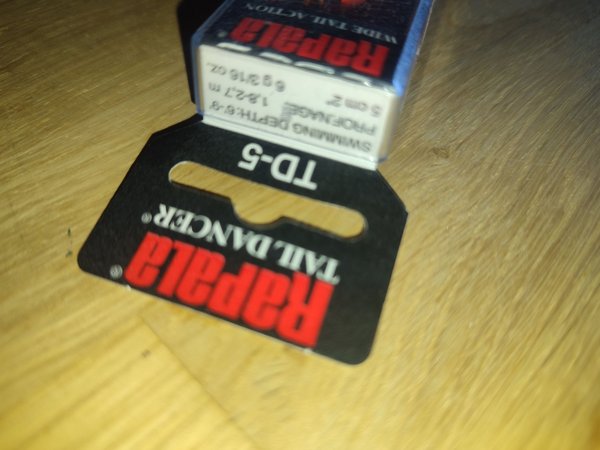 RAPALA®
TAIL DANCER®
TD-5
SWIMMING DEPTH: 6'-9'
PROFNAGE: 1,8-2,7 m
5 cm 2" 6 g 3/16 oz.
RAPALA®
WIDE TAIL ACTION